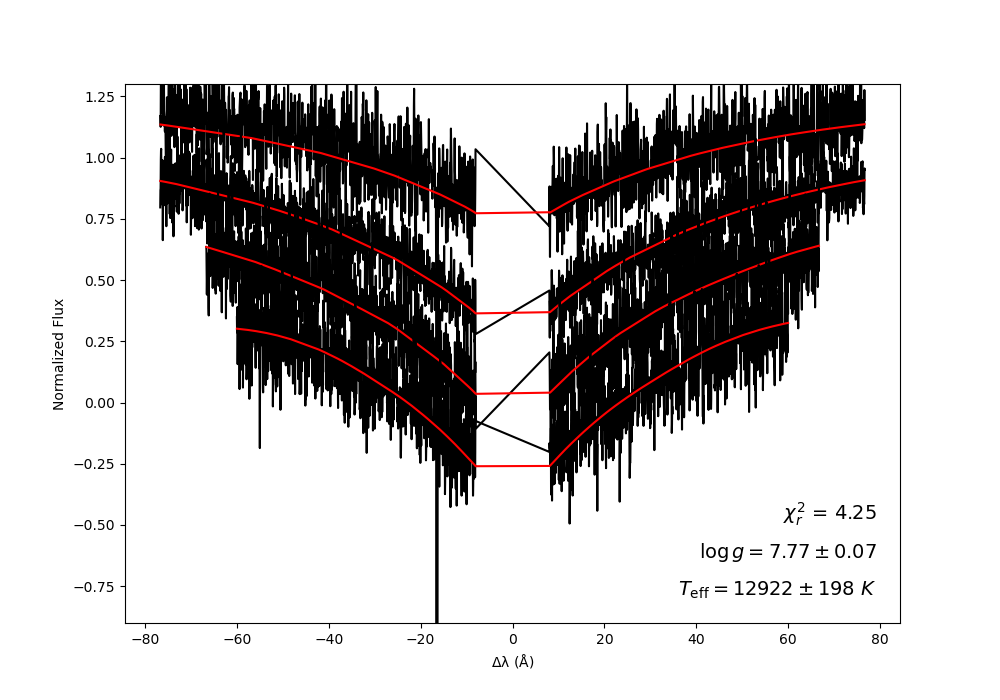 1.25
1.00
0.75
0.50
0.25
0.00
−0.25
−0.50
−0.75
Normalized Flux
χ²ᵣ = 4.25
log g = 7.77 ± 0.07
T_eff = 12922 ± 198 K
−80 −60 −40 −20 0 20 40 60 80
Δλ (Å)